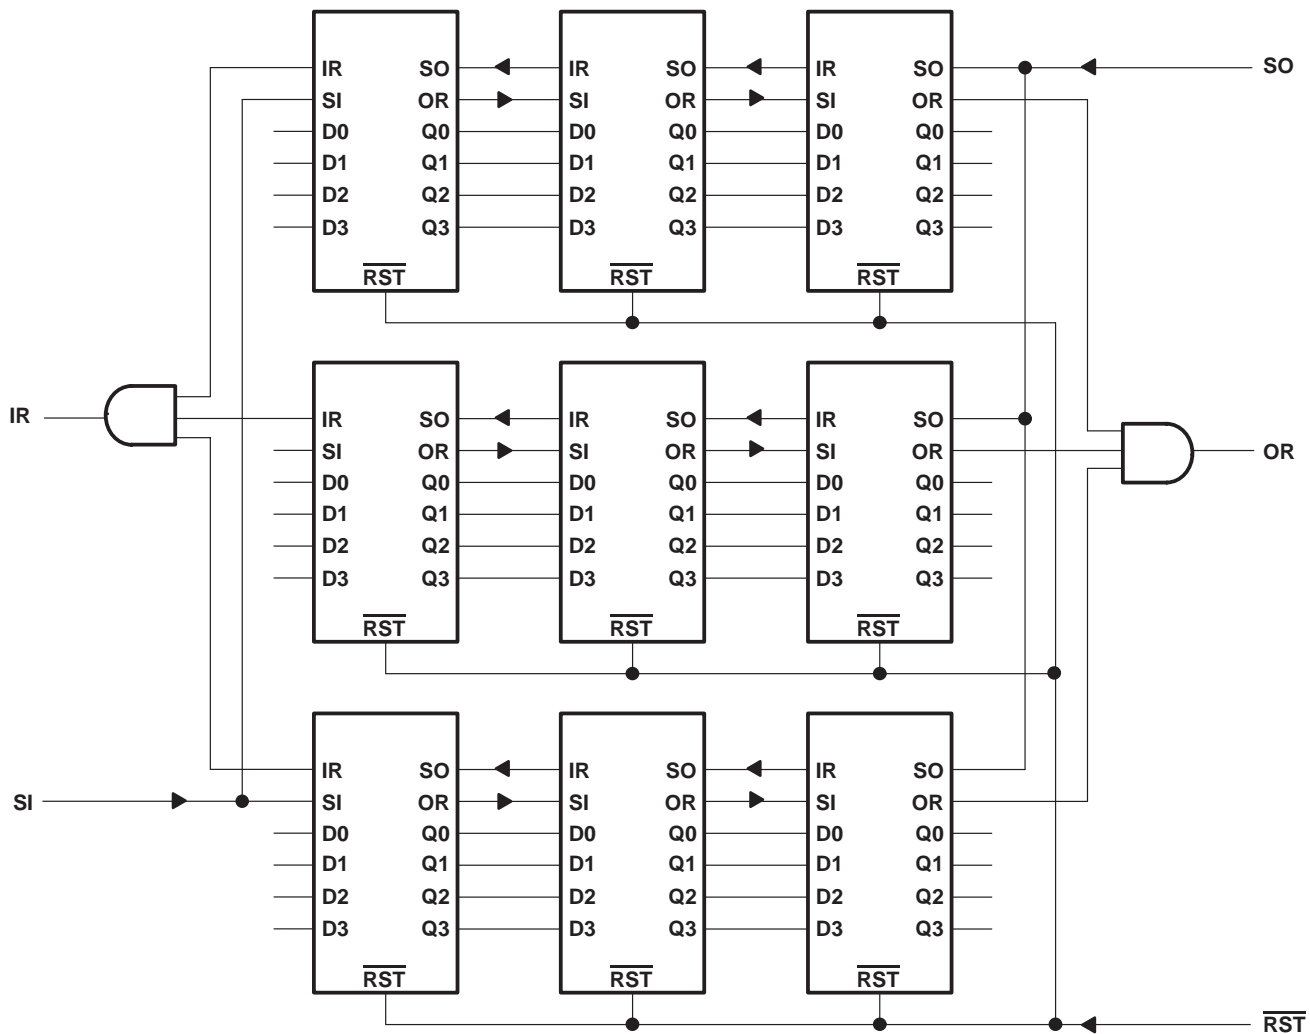 IR SO IR SO IR SO SO
SI OR SI OR SI OR
D0 Q0 D0 Q0 D0 Q0
D1 Q1 D1 Q1 D1 Q1
D2 Q2 D2 Q2 D2 Q2
D3 Q3 D3 Q3 D3 Q3
RST RST RST
IR IR SO IR SO IR SO
SI OR SI OR SI OR OR
D0 Q0 D0 Q0 D0 Q0
D1 Q1 D1 Q1 D1 Q1
D2 Q2 D2 Q2 D2 Q2
D3 Q3 D3 Q3 D3 Q3
RST RST RST
IR SO IR SO IR SO
SI SI OR SI OR SI OR
D0 Q0 D0 Q0 D0 Q0
D1 Q1 D1 Q1 D1 Q1
D2 Q2 D2 Q2 D2 Q2
D3 Q3 D3 Q3 D3 Q3
RST RST RST
RST